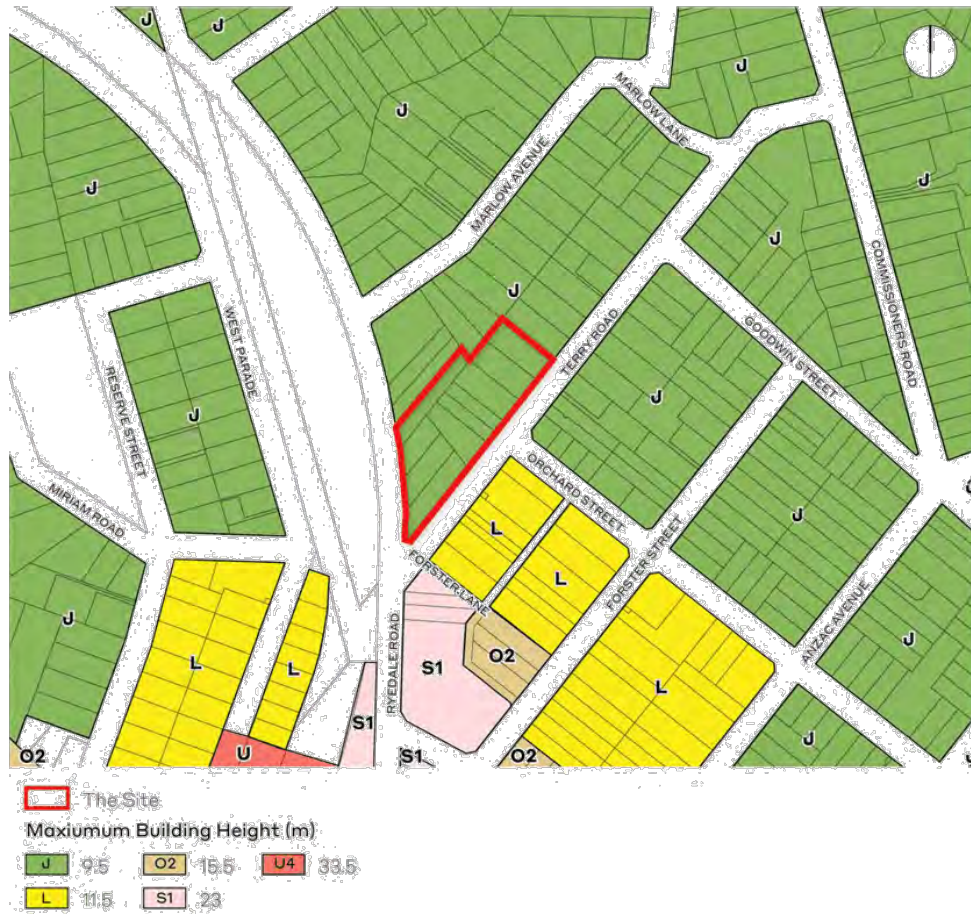 J
J
J
J
MARLOW LANE
J
J
MARLOW AVENUE
J
COMMISSIONERS ROAD
J
TERRY ROAD
GOODWIN STREET
WEST PARADE
RESERVE STREET
J
J
MIRIAM ROAD
ORCHARD STREET
L
J
FORSTER LANE
L
FORSTER STREET
ANZAC AVENUE
J
J
L
L
RYEDALE ROAD
S1
O2
L
J
S1
O2
U
S1
O2
J
J
J
The Site
Maxiumum Building Height (m)
J 9.5 O2 15.5 U4 33.5
L 11.5 S1 23